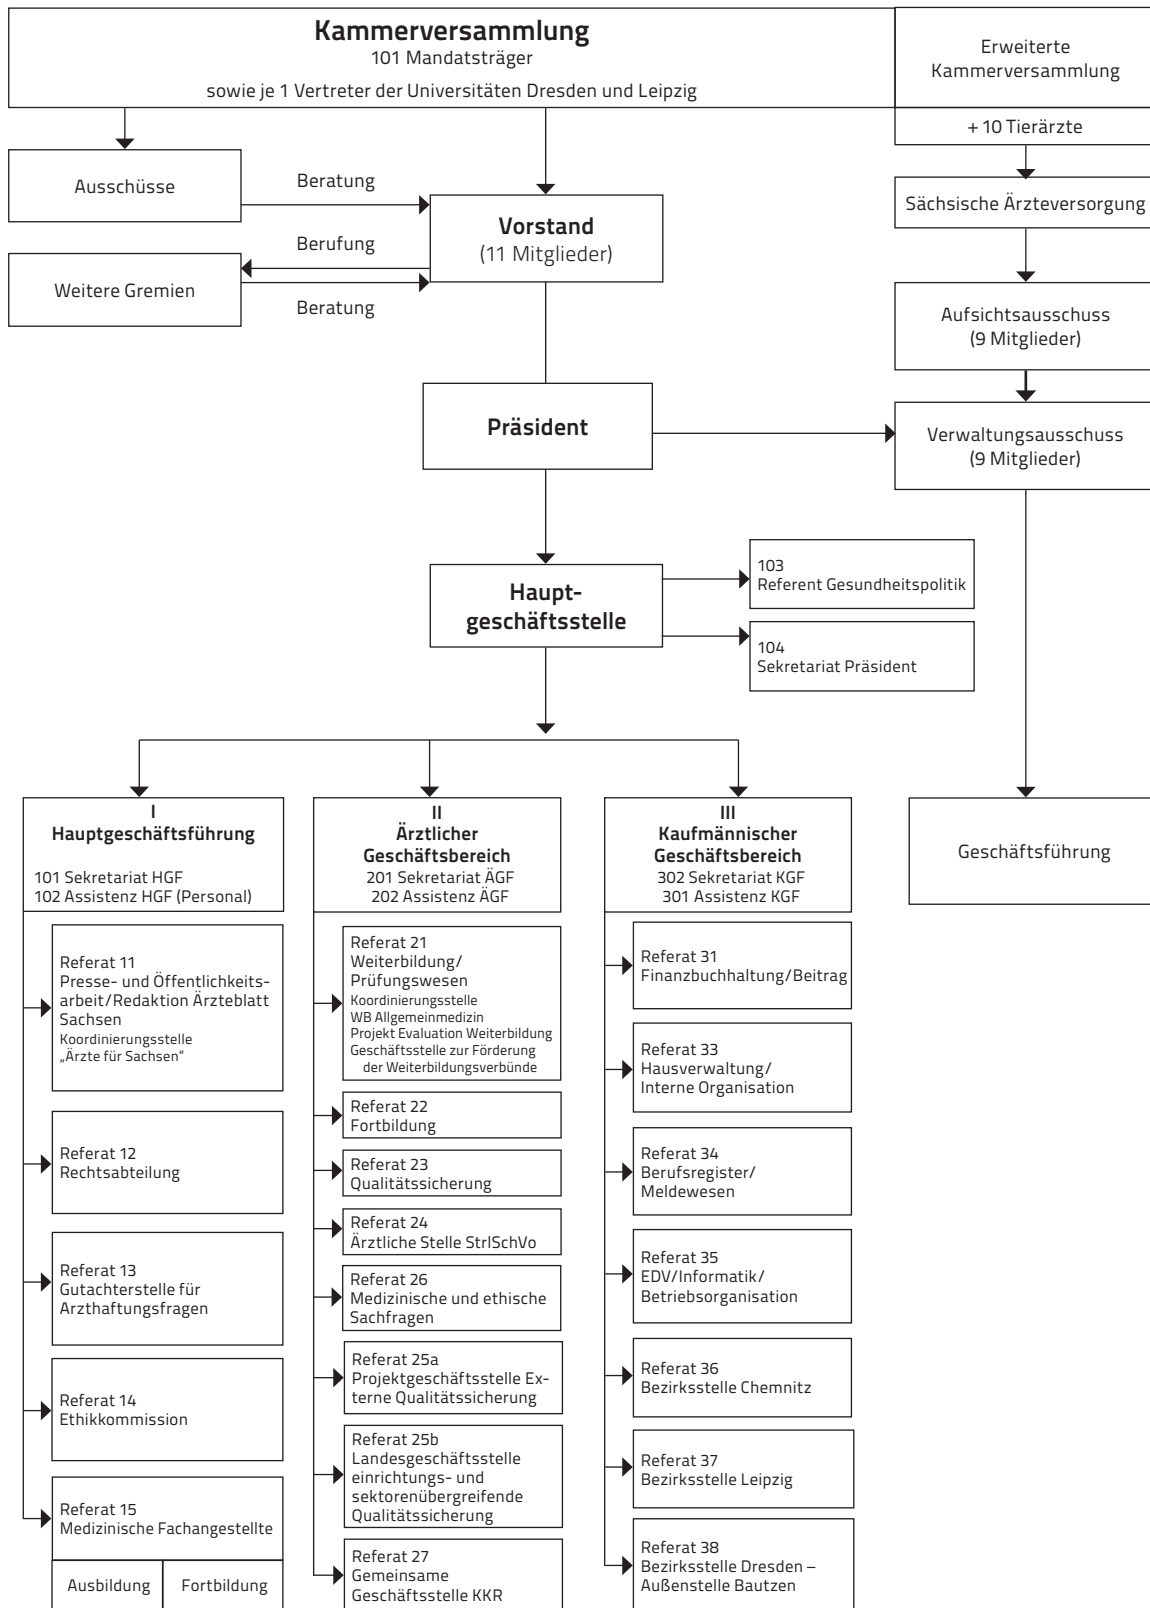 Kammerversammlung
101 Mandatsträger
sowie je 1 Vertreter der Universitäten Dresden und Leipzig
Erweiterte
Kammerversammlung
+ 10 Tierärzte
Ausschüsse
Beratung
Vorstand
(11 Mitglieder)
Berufung
Weitere Gremien
Beratung
Sächsische Ärzteversorgung
Aufsichtsausschuss
(9 Mitglieder)
Präsident
Verwaltungsausschuss
(9 Mitglieder)
Haupt-
geschäftsstelle
103
Referent Gesundheitspolitik
104
Sekretariat Präsident
I
Hauptgeschäftsführung
101 Sekretariat HGF
102 Assistenz HGF (Personal)
Referat 11
Presse- und Öffentlichkeits-
arbeit/Redaktion Ärzteblatt
Sachsen
Koordinierungsstelle
„Ärzte für Sachsen“
Referat 12
Rechtsabteilung
Referat 13
Gutachterstelle für
Arzthaftungsfragen
Referat 14
Ethikkommission
Referat 15
Medizinische Fachangestellte
Ausbildung
Fortbildung
II
Ärztlicher
Geschäftsbereich
201 Sekretariat ÄGF
202 Assistenz ÄGF
Referat 21
Weiterbildung/
Prüfungswesen
Koordinierungsstelle
WB Allgemeinmedizin
Projekt Evaluation Weiterbildung
Geschäftsstelle zur Förderung
der Weiterbildungsverbünde
Referat 22
Fortbildung
Referat 23
Qualitätssicherung
Referat 24
Ärztliche Stelle StrlSchVo
Referat 26
Medizinische und ethische
Sachfragen
Referat 25a
Projektgeschäftsstelle Ex-
terne Qualitätssicherung
Referat 25b
Landesgeschäftsstelle
einrichtungs- und
sektorenübergreifende
Qualitätssicherung
Referat 27
Gemeinsame
Geschäftsstelle KKR
III
Kaufmännischer
Geschäftsbereich
302 Sekretariat KGF
301 Assistenz KGF
Referat 31
Finanzbuchhaltung/Beitrag
Referat 33
Hausverwaltung/
Interne Organisation
Referat 34
Berufsregister/
Meldewesen
Referat 35
EDV/Informatik/
Betriebsorganisation
Referat 36
Bezirksstelle Chemnitz
Referat 37
Bezirksstelle Leipzig
Referat 38
Bezirksstelle Dresden –
Außenstelle Bautzen
Geschäftsführung